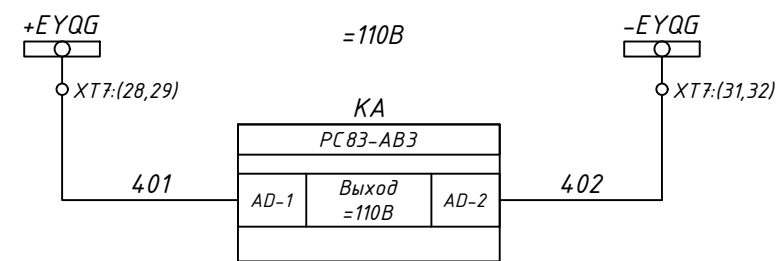 +EYQG
=110В
-EYQG
XT7:(28,29)
XT7:(31,32)
KA
РС83-АВ3
401
AD-1
Выход
=110В
AD-2
402